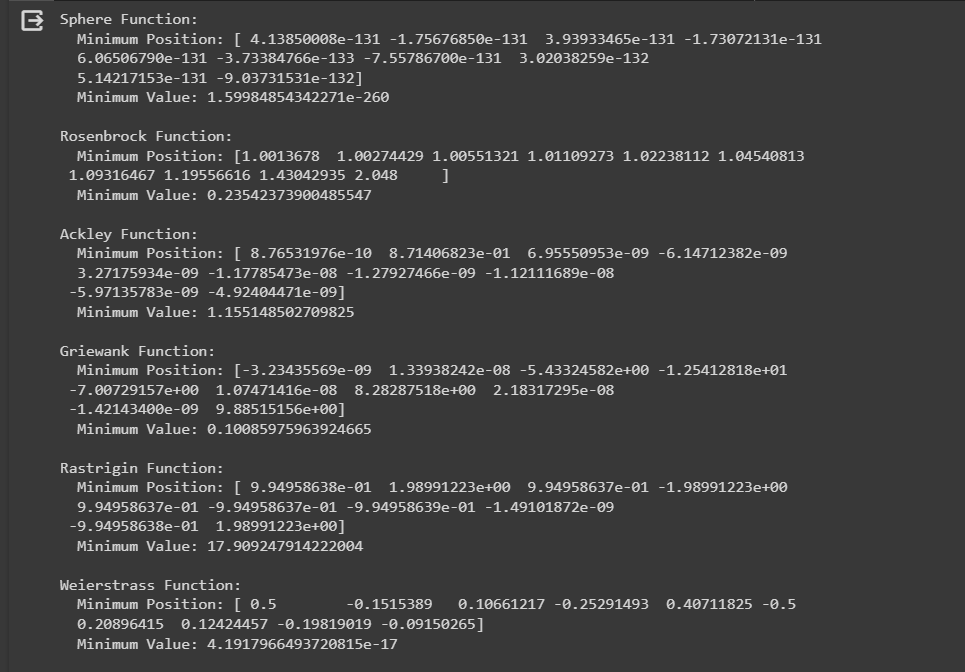 Sphere Function:
Minimum Position: [ 4.13850008e-131 -1.75676850e-131  3.93933465e-131 -1.73072131e-131
6.06506790e-131 -3.73384766e-133 -7.55786700e-131  3.02038259e-132
5.14217153e-131 -9.03731531e-132]
Minimum Value: 1.59984854342271e-260
Rosenbrock Function:
Minimum Position: [1.0013678  1.00274429 1.00551321 1.01109273 1.02238112 1.04540813
1.09316467 1.19556616 1.43042935 2.048     ]
Minimum Value: 0.23542373900485547
Ackley Function:
Minimum Position: [ 8.76531976e-10  8.71406823e-01  6.95550953e-09 -6.14712382e-09
3.27175934e-09 -1.17785473e-08 -1.27927466e-09 -1.12111689e-08
-5.97135783e-09 -4.92404471e-09]
Minimum Value: 1.155148502709825
Griewank Function:
Minimum Position: [-3.23435569e-09  1.33938242e-08 -5.43324582e+00 -1.25412818e+01
-7.00729157e+00  1.07471416e-08  8.28287518e+00  2.18317295e-08
-1.42143400e-09  9.88515156e+00]
Minimum Value: 0.10085975963924665
Rastrigin Function:
Minimum Position: [ 9.94958638e-01  1.98991223e+00  9.94958637e-01 -1.98991223e+00
9.94958637e-01 -9.94958637e-01 -9.94958639e-01 -1.49101872e-09
-9.94958638e-01  1.98991223e+00]
Minimum Value: 17.909247914222004
Weierstrass Function:
Minimum Position: [ 0.5        -0.1515389   0.10661217 -0.25291493  0.40711825 -0.5
0.20896415  0.12424457 -0.19819019 -0.09150265]
Minimum Value: 4.1917966493720815e-17